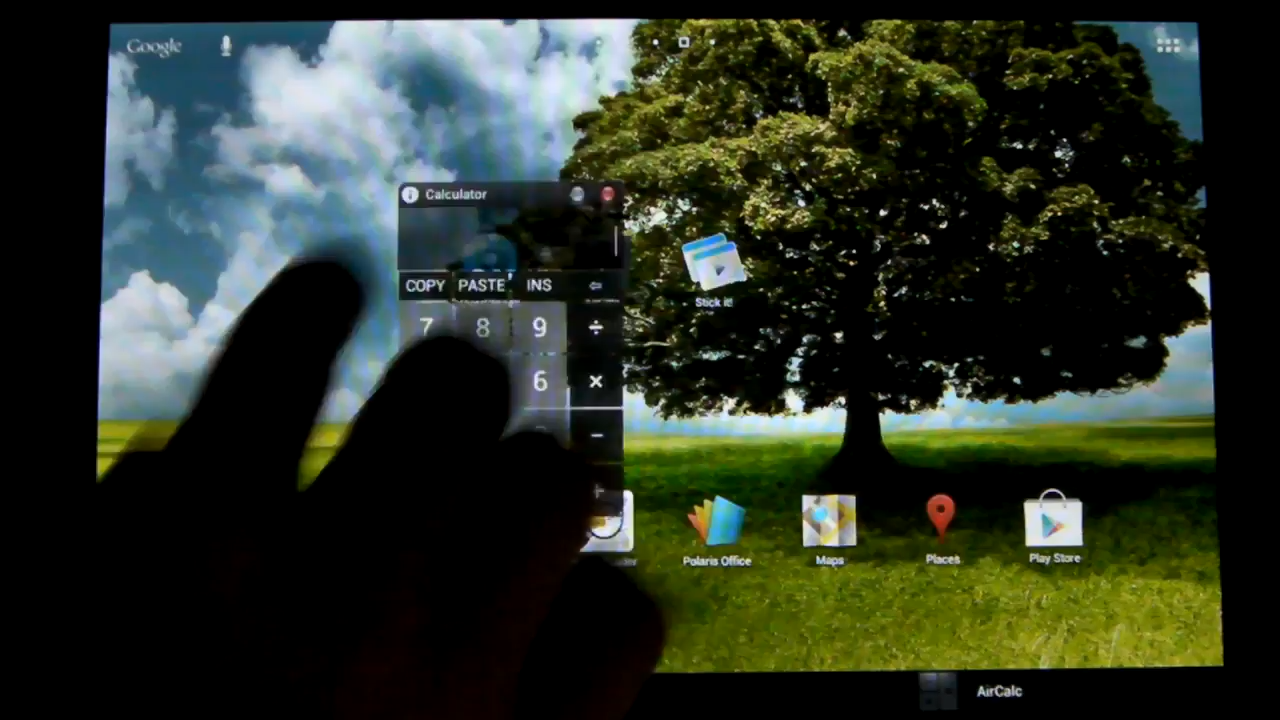 Google
Calculator
COPY PASTE INS
7 8 9 ÷
6 ×
−
+
Stick it!
Polaris Office Maps Places Play Store
AirCalc